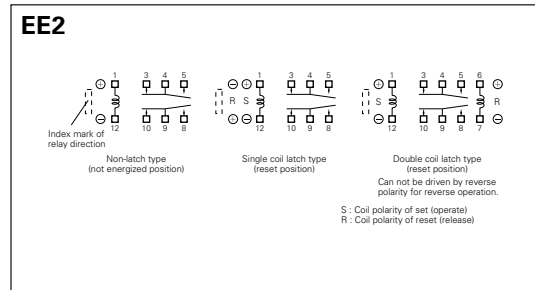 EE2
⊕ 1 3 4 5
⊖ 12 10 9 8
Index mark of
relay direction
Non-latch type
(not energized position)
⊖ ⊕ 1 3 4 5
R S
⊕ ⊖ 12 10 9 8
Single coil latch type
(reset position)
⊕ 1 3 4 5 6 ⊕
S R
⊖ 12 10 9 8 7 ⊖
Double coil latch type
(reset position)
Can not be driven by reverse
polarity for reverse operation.
S : Coil polarity of set (operate)
R : Coil polarity of reset (release)